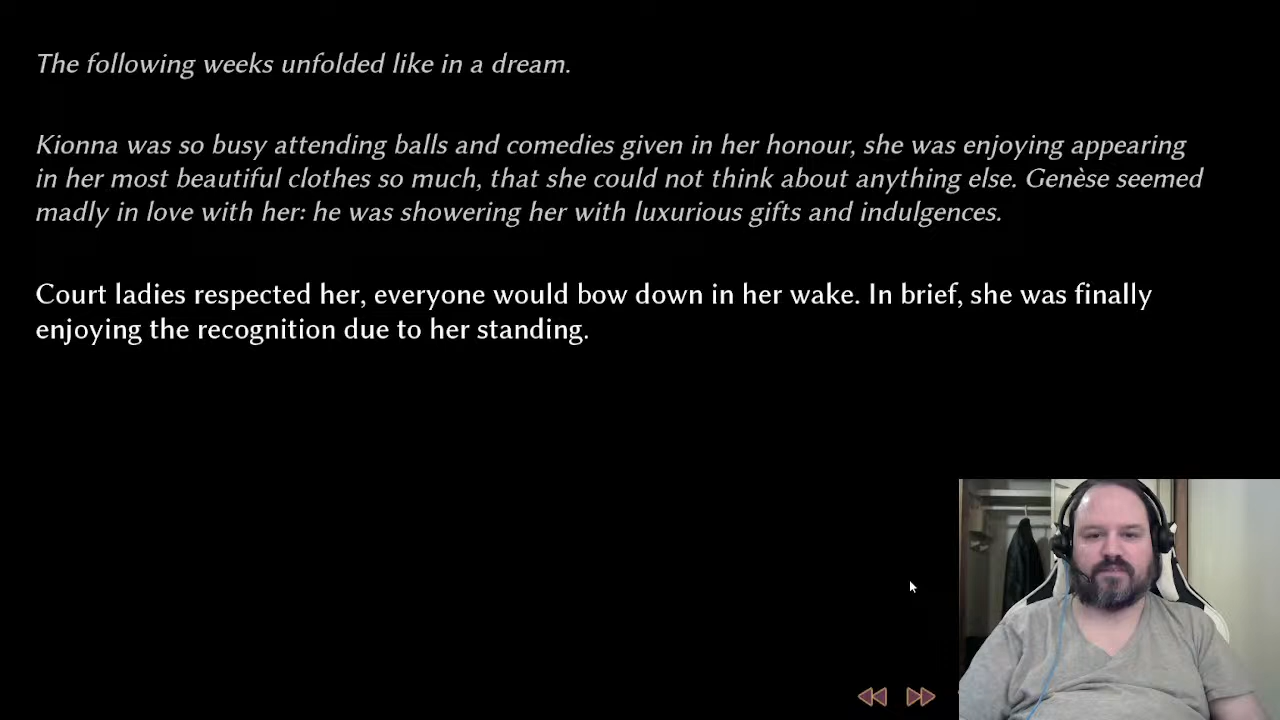 The following weeks unfolded like in a dream.
Kionna was so busy attending balls and comedies given in her honour, she was enjoying appearing
in her most beautiful clothes so much, that she could not think about anything else. Genèse seemed
madly in love with her: he was showering her with luxurious gifts and indulgences.
Court ladies respected her, everyone would bow down in her wake. In brief, she was finally
enjoying the recognition due to her standing.